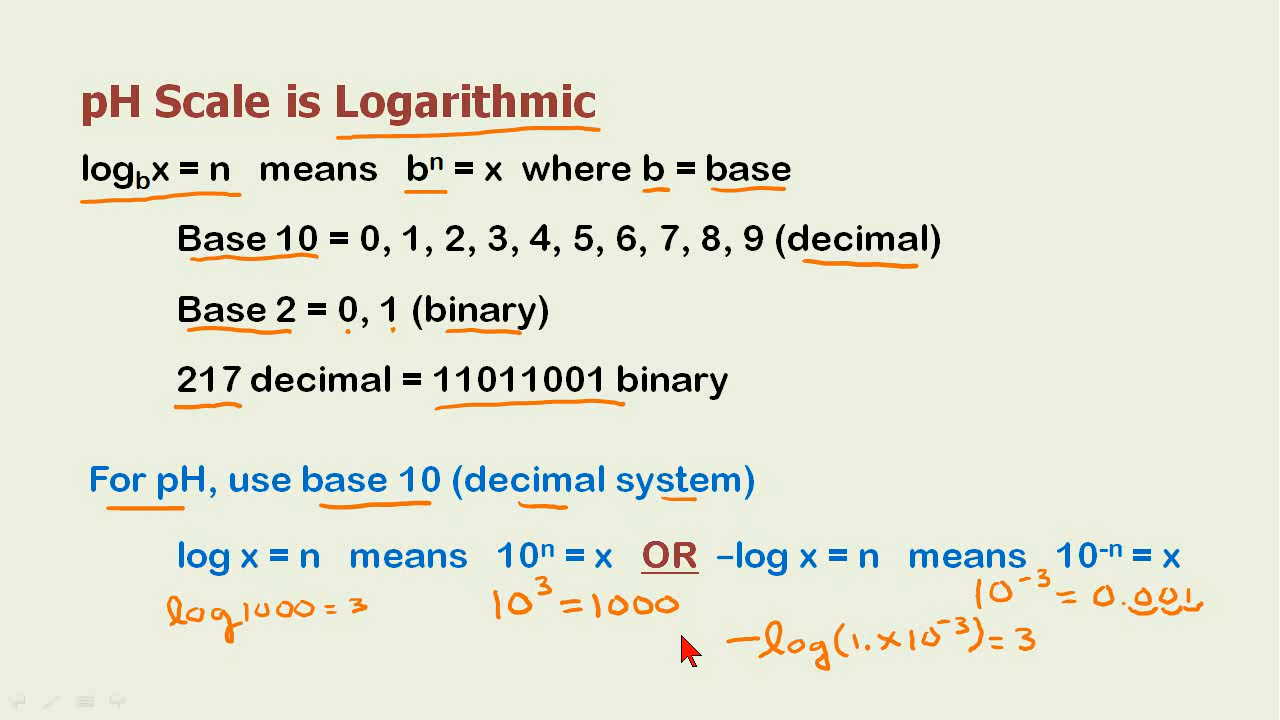 pH Scale is Logarithmic
log_b x = n means bⁿ = x where b = base
Base 10 = 0, 1, 2, 3, 4, 5, 6, 7, 8, 9 (decimal)
Base 2 = 0, 1 (binary)
217 decimal = 11011001 binary
For pH, use base 10 (decimal system)
log x = n means 10ⁿ = x OR –log x = n means 10⁻ⁿ = x
log 1000 = 3 10³ = 1000 10⁻³ = 0.001
-log(1. x 10⁻³) = 3